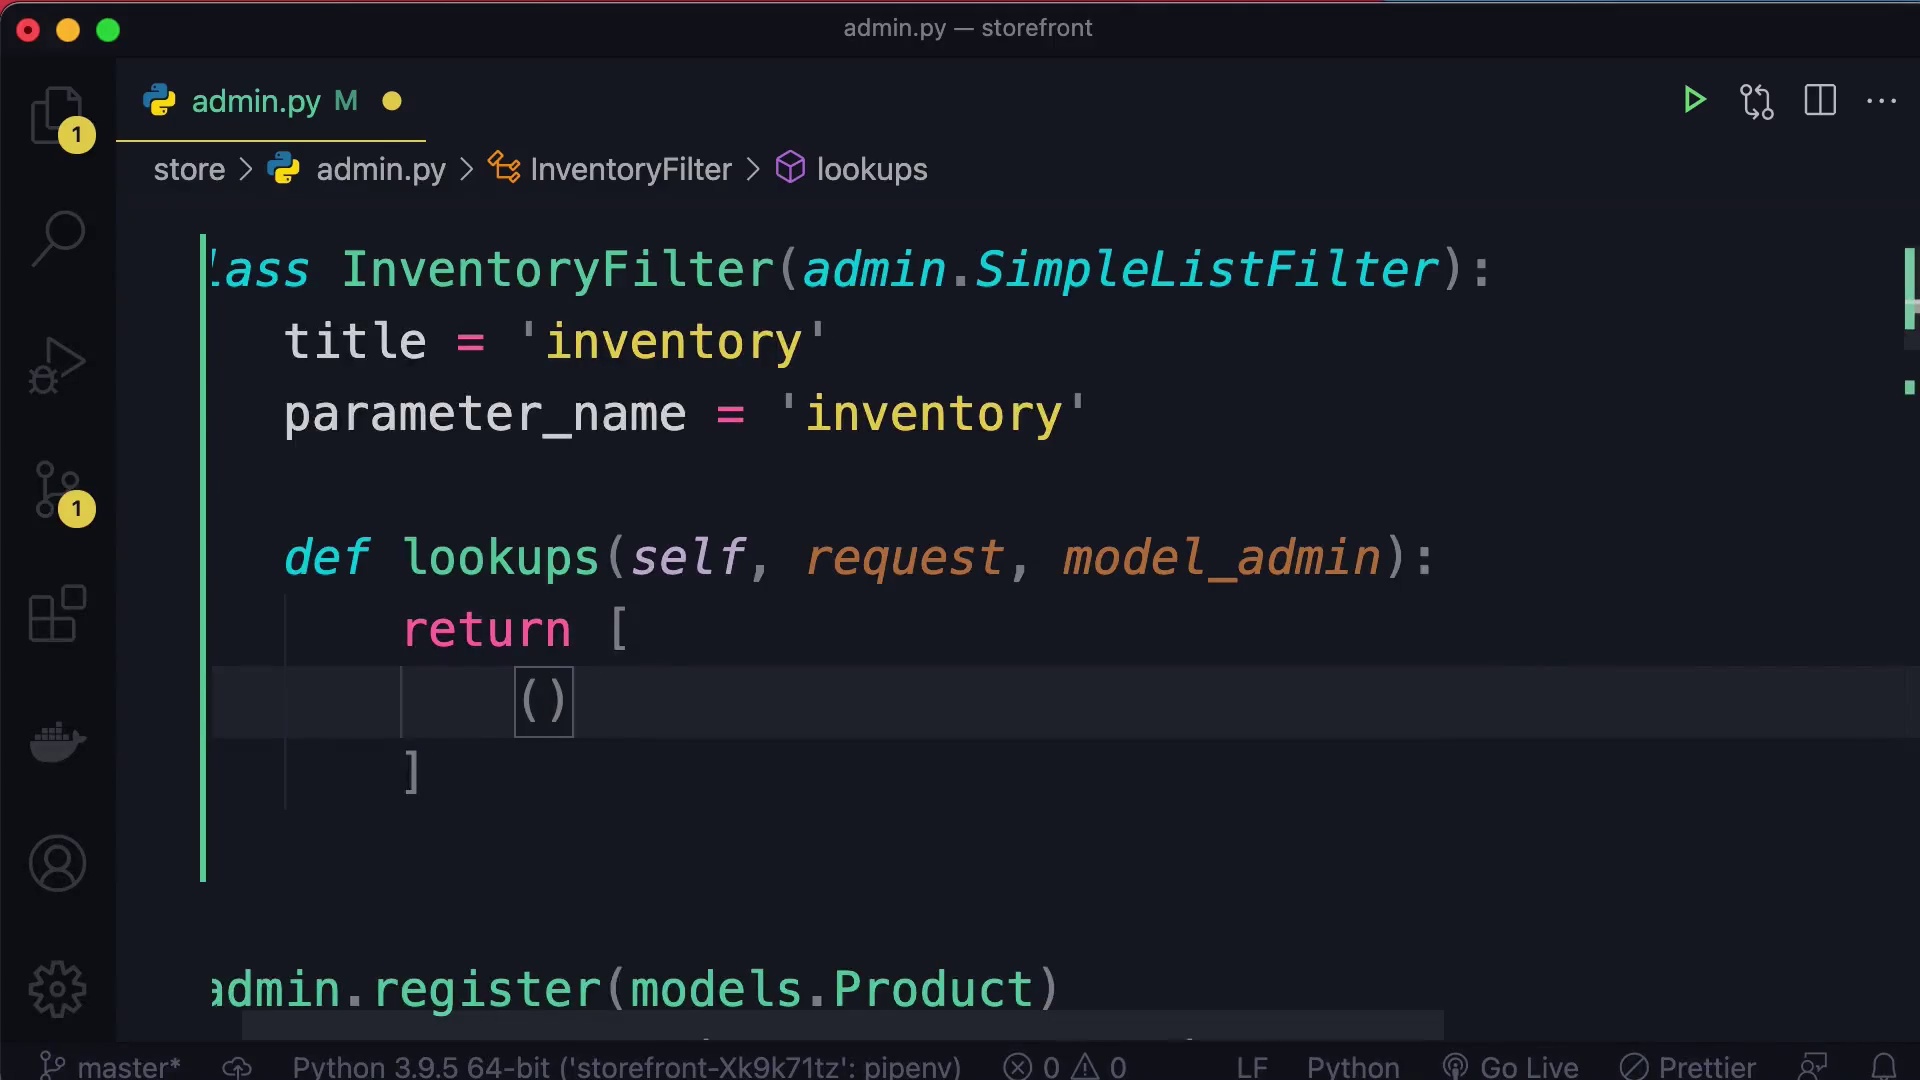 admin.py — storefront
admin.py M
1
store > admin.py > InventoryFilter > lookups
lass InventoryFilter(admin.SimpleListFilter):
title = 'inventory'
parameter_name = 'inventory'
1
def lookups(self, request, model_admin):
return [
()
]
admin.register(models.Product)
master* Python 3.9.5 64-bit ('storefront-Xk9k71tz': pipenv) 0 0 LF Python Go Live Prettier